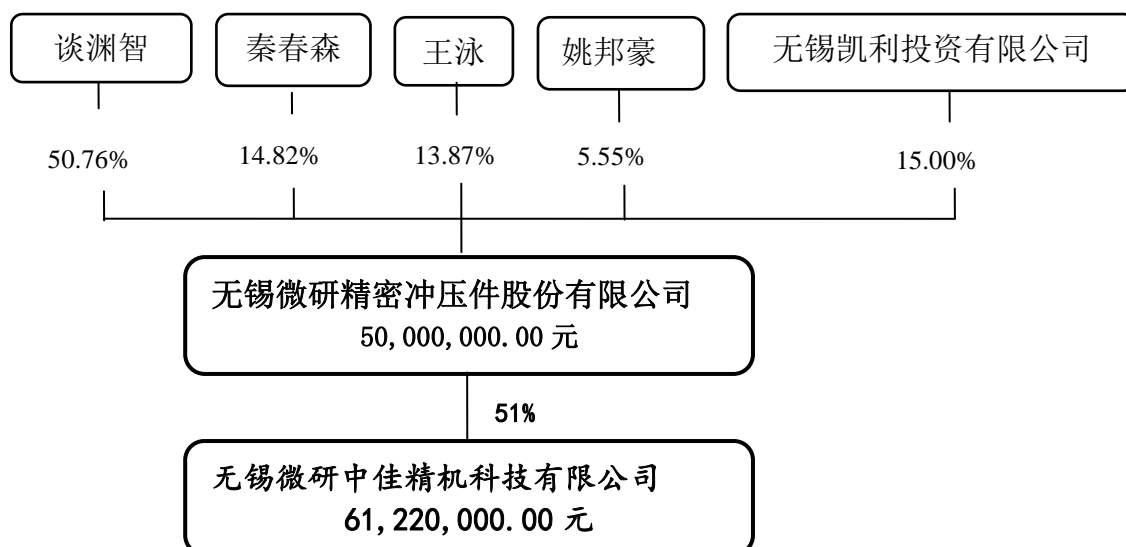 谈渊智
秦春森
王泳
姚邦豪
无锡凯利投资有限公司
50.76%
14.82%
13.87%
5.55%
15.00%
无锡微研精密冲压件股份有限公司
50,000,000.00 元
51%
无锡微研中佳精机科技有限公司
61,220,000.00 元